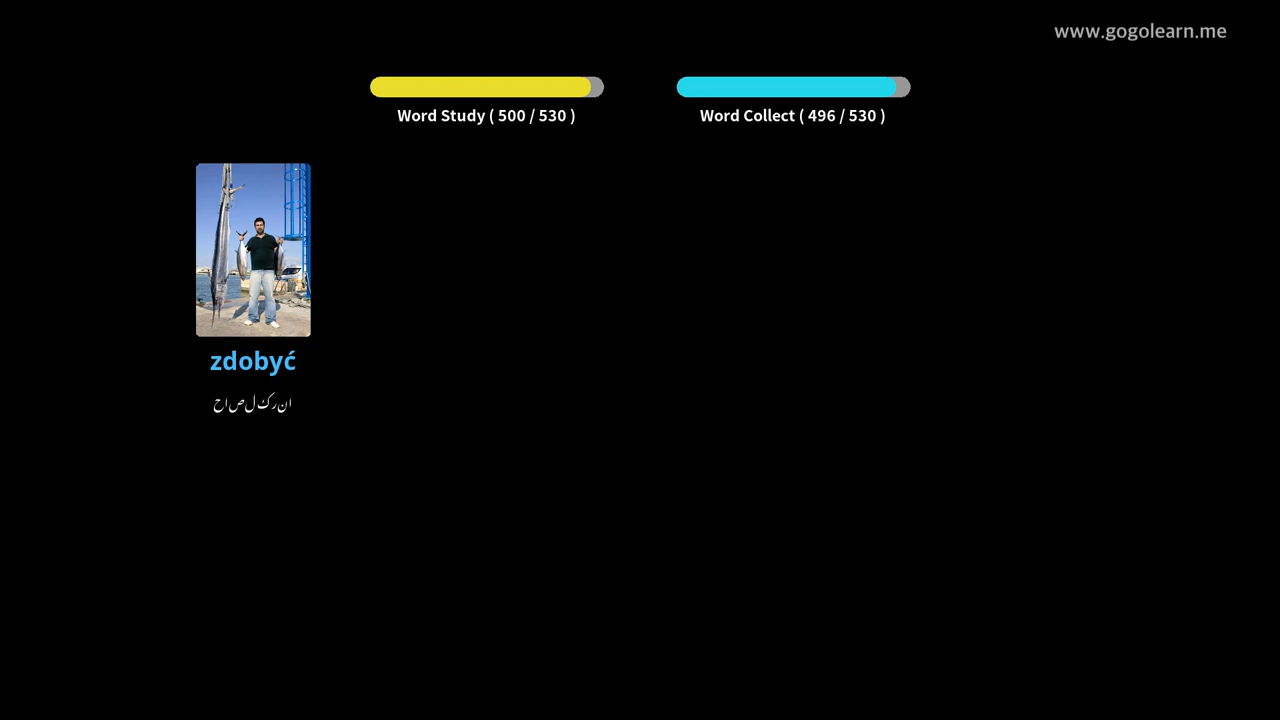 www.gogolearn.me
Word Study ( 500 / 530 )
Word Collect ( 496 / 530 )
zdobyć
حاصل کرنا